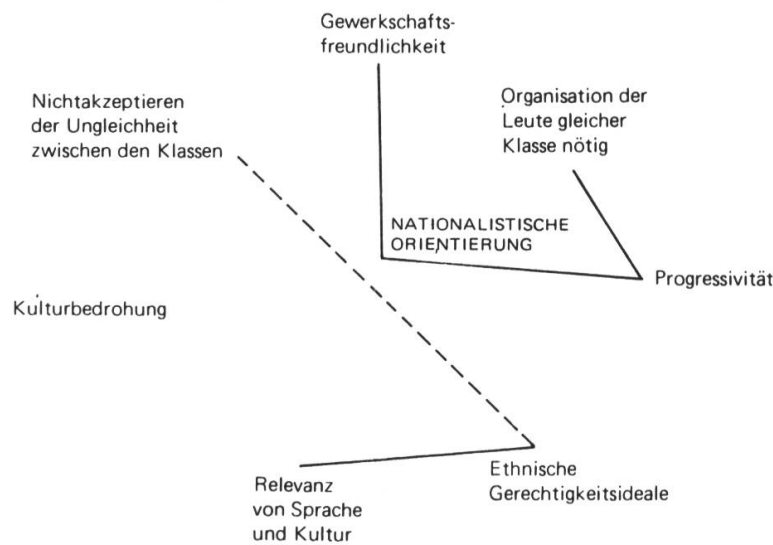 Gewerkschafts-
freundlichkeit
Nichtakzeptieren
der Ungleichheit
zwischen den Klassen
Organisation der
Leute gleicher
Klasse nötig
NATIONALISTISCHE
ORIENTIERUNG
Progressivität
Kulturbedrohung
Ethnische
Gerechtigkeitsideale
Relevanz
von Sprache
und Kultur